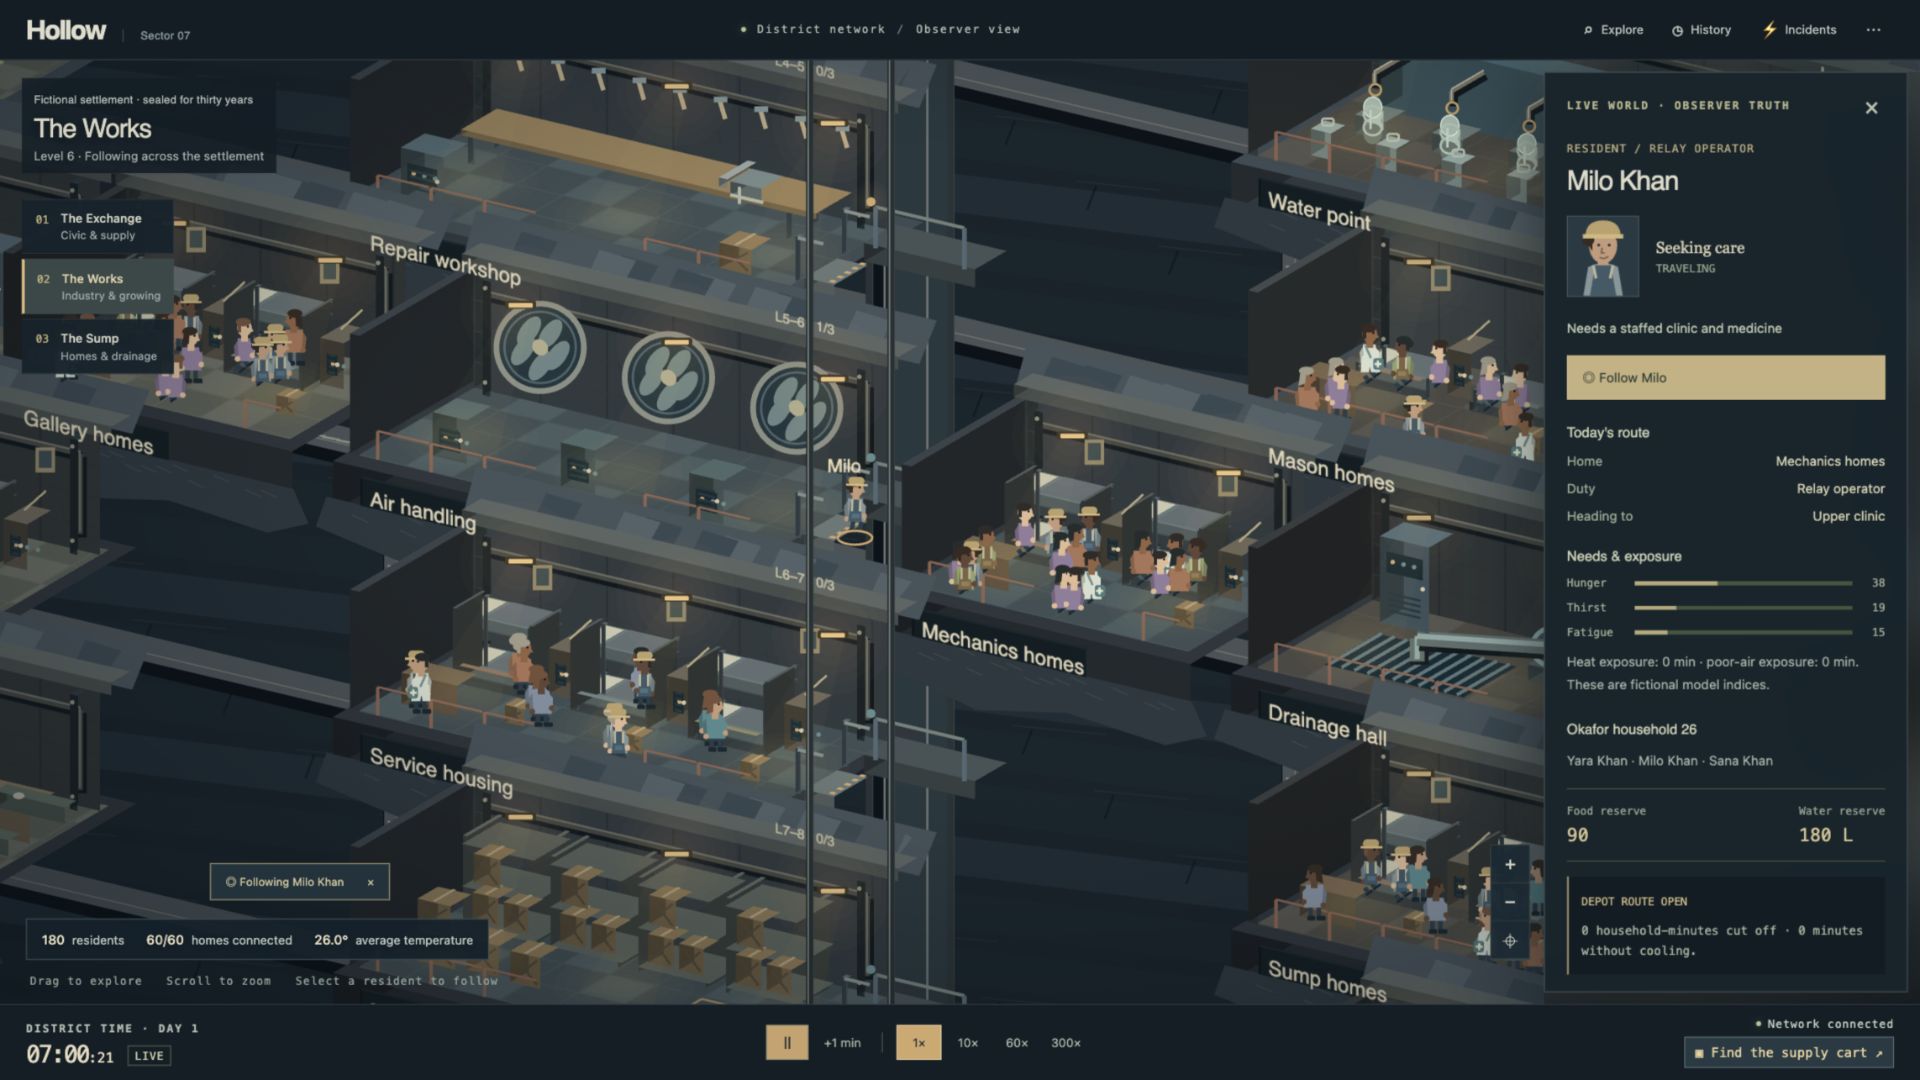 Hollow
Sector 07
District network / Observer view
Explore
History
Incidents
Fictional settlement · sealed for thirty years
The Works
Level 6 · Following across the settlement
01 The Exchange
Civic & supply
02 The Works
Industry & growing
03 The Sump
Homes & drainage
L4–5 0/3
Repair workshop
L5–6 1/3
Gallery homes
Milo
Air handling
L6–7 0/3
Service housing
L7–8 0/3
Water point
Mason homes
Mechanics homes
Drainage hall
Sump homes
LIVE WORLD · OBSERVER TRUTH
×
RESIDENT / RELAY OPERATOR
Milo Khan
Seeking care
TRAVELING
Needs a staffed clinic and medicine
◎ Follow Milo
Today's route
Home Mechanics homes
Duty Relay operator
Heading to Upper clinic
Needs & exposure
Hunger 38
Thirst 19
Fatigue 15
Heat exposure: 0 min · poor-air exposure: 0 min.
These are fictional model indices.
Okafor household 26
Yara Khan · Milo Khan · Sana Khan
Food reserve Water reserve
90 180 L
DEPOT ROUTE OPEN
0 household-minutes cut off · 0 minutes
without cooling.
+
−
◎ Following Milo Khan ×
180 residents 60/60 homes connected 26.0° average temperature
Drag to explore Scroll to zoom Select a resident to follow
DISTRICT TIME · DAY 1
07:00:21 LIVE
+1 min 1× 10× 60× 300×
Network connected
Find the supply cart ↗